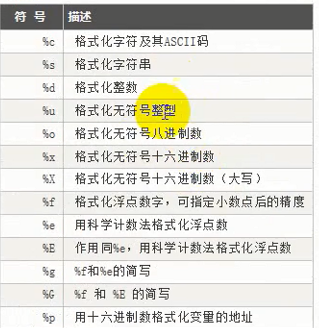 符 号 描述
%c 格式化字符及其ASCII码
%s 格式化字符串
%d 格式化整数
%u 格式化无符号整型
%o 格式化无符号八进制数
%x 格式化无符号十六进制数
%X 格式化无符号十六进制数（大写）
%f 格式化浮点数字，可指定小数点后的精度
%e 用科学计数法格式化浮点数
%E 作用同%e，用科学计数法格式化浮点数
%g %f和%e的简写
%G %f 和 %E 的简写
%p 用十六进制数格式化变量的地址